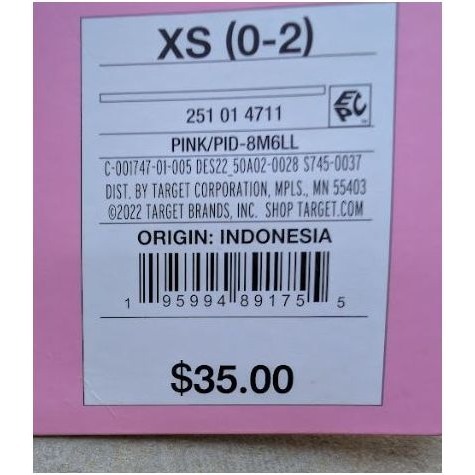 XS (0-2)
251 01 4711
EPC
PINK/PID-8M6LL
C-001747-01-005 DES22_50A02-0028 S745-0037
DIST. BY TARGET CORPORATION, MPLS., MN 55403
©2022 TARGET BRANDS, INC. SHOP TARGET.COM
ORIGIN: INDONESIA
1 95994 89175 5
$35.00